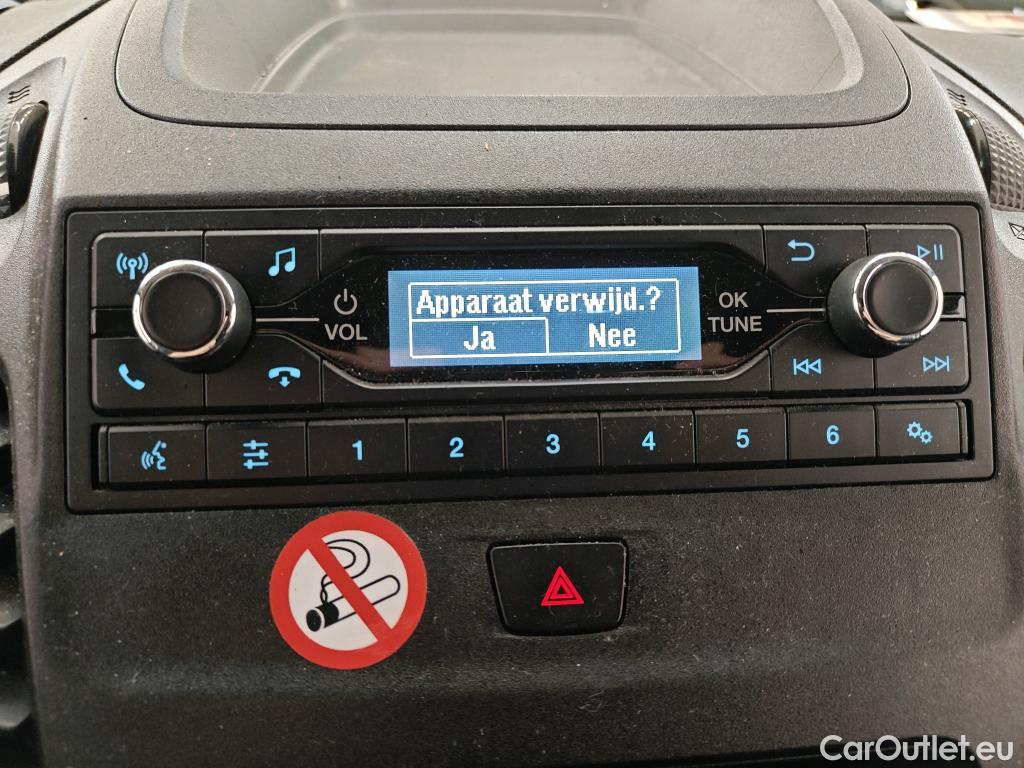 Apparaat verwijd.?
Ja Nee
VOL
OK
TUNE
1 2 3 4 5 6
CarOutlet.eu